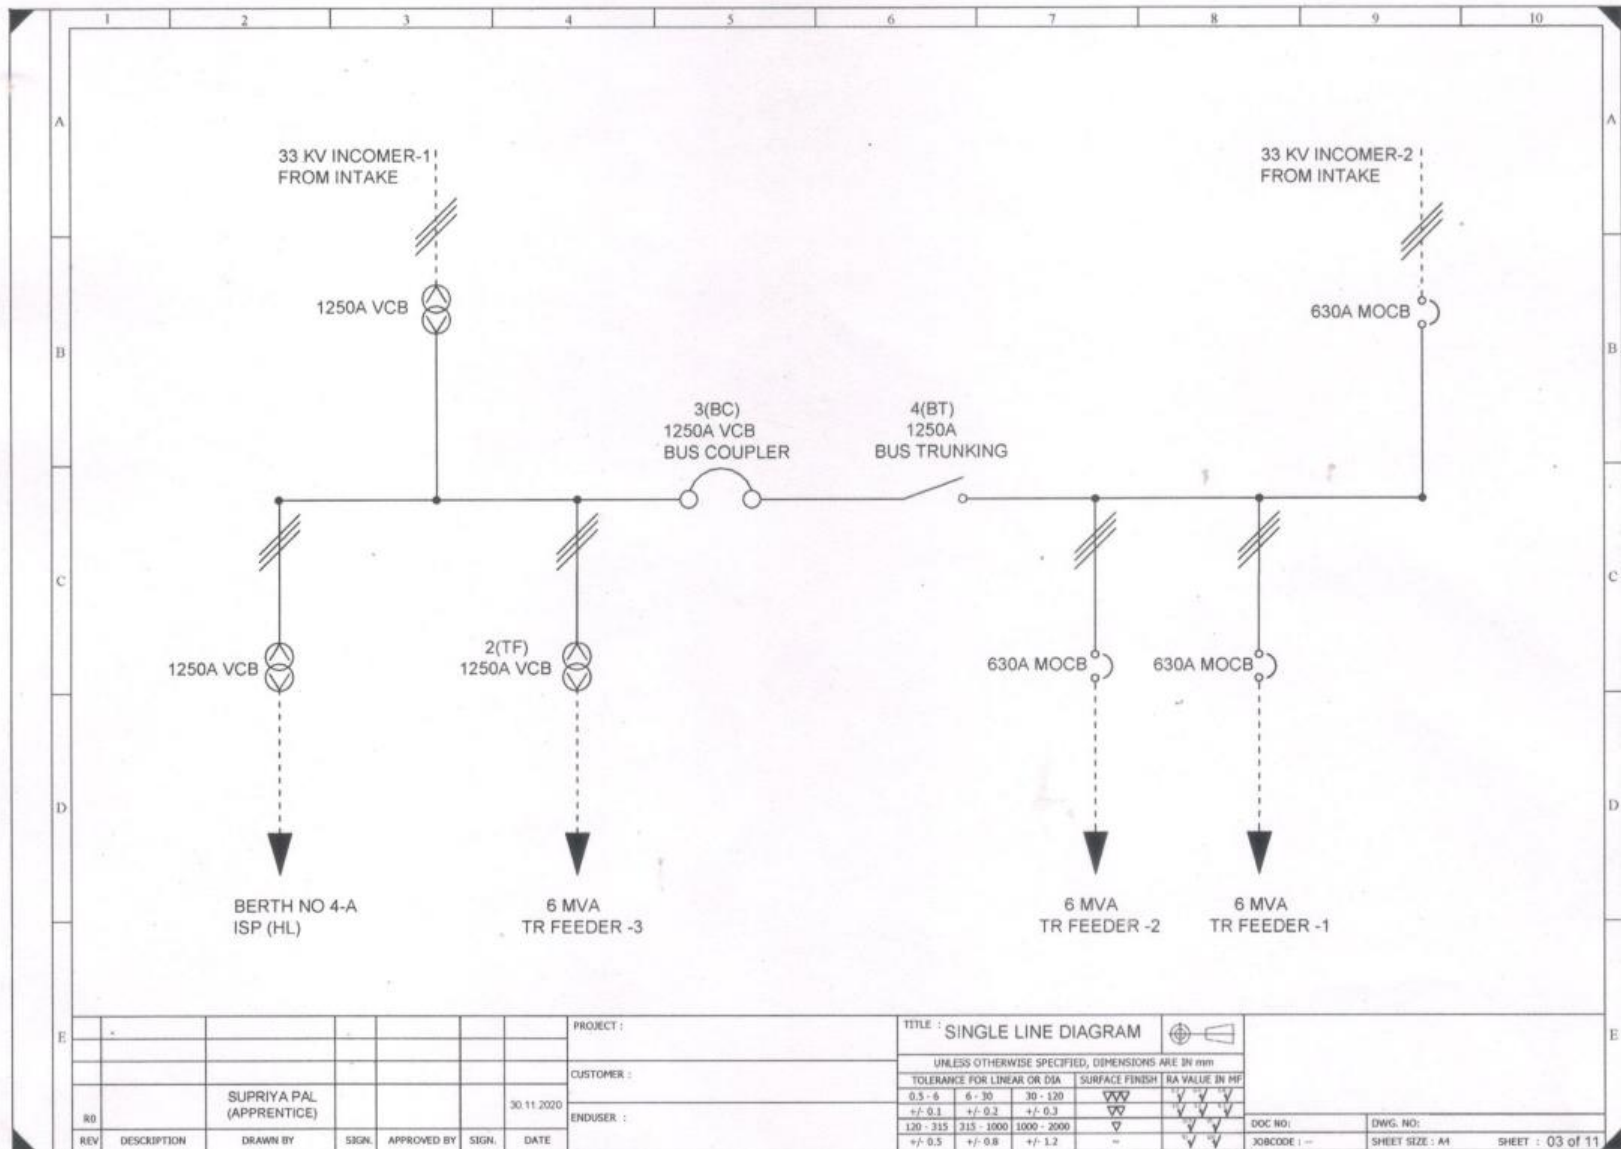 1 2 3 4 5 6 7 8 9 10
A A
33 KV INCOMER-1
FROM INTAKE
33 KV INCOMER-2
FROM INTAKE
1250A VCB
630A MOCB
B B
3(BC)
1250A VCB
BUS COUPLER
4(BT)
1250A
BUS TRUNKING
C C
1250A VCB
2(TF)
1250A VCB
630A MOCB
630A MOCB
D D
BERTH NO 4-A
ISP (HL)
6 MVA
TR FEEDER -3
6 MVA
TR FEEDER -2
6 MVA
TR FEEDER -1
E E
SUPRIYA PAL
(APPRENTICE)
30.11.2020
R0
REV DESCRIPTION DRAWN BY SIGN. APPROVED BY SIGN. DATE
PROJECT :
CUSTOMER :
ENDUSER :
TITLE : SINGLE LINE DIAGRAM
UNLESS OTHERWISE SPECIFIED, DIMENSIONS ARE IN mm
TOLERANCE FOR LINEAR OR DIA SURFACE FINISH RA VALUE IN MF
0.5 - 6 6 - 30 30 - 120
+/- 0.1 +/- 0.2 +/- 0.3
120 - 315 315 - 1000 1000 - 2000
+/- 0.5 +/- 0.8 +/- 1.2 ~
DOC NO: DWG. NO:
JOBCODE : -- SHEET SIZE : A4 SHEET : 03 of 11